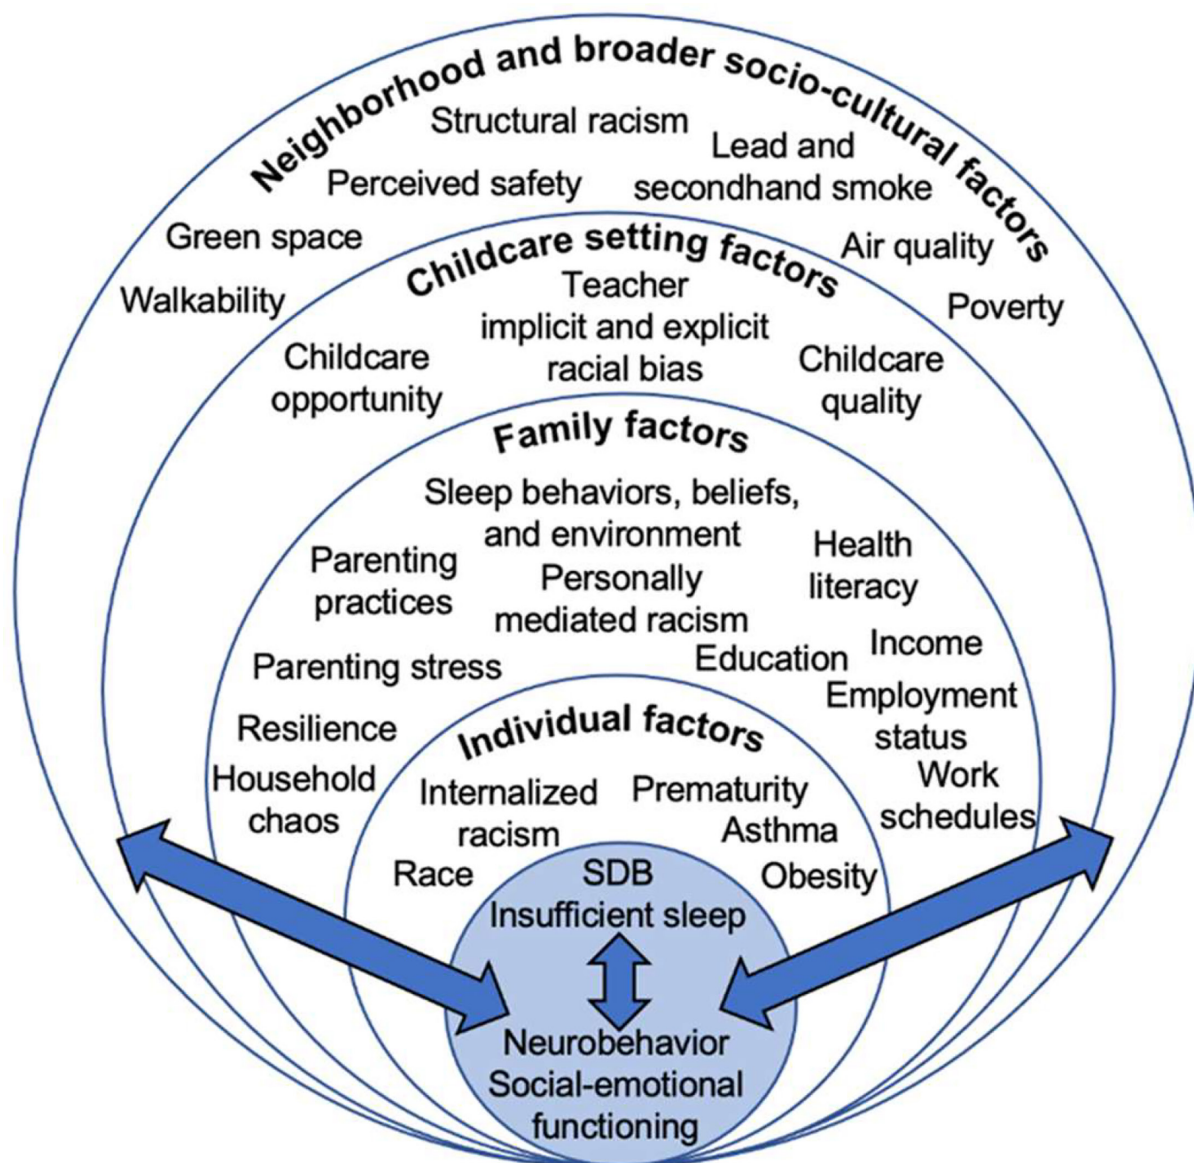 Neighborhood and broader socio-cultural factors
Structural racism
Lead and
secondhand smoke
Perceived safety
Green space
Air quality
Walkability
Poverty
Childcare setting factors
Teacher
implicit and explicit
racial bias
Childcare
opportunity
Childcare
quality
Family factors
Sleep behaviors, beliefs,
and environment
Parenting
practices
Health
literacy
Personally
mediated racism
Parenting stress
Education
Income
Employment
status
Resilience
Household
chaos
Work
schedules
Individual factors
Internalized
racism
Prematurity
Asthma
Race
Obesity
SDB
Insufficient sleep
Neurobehavior
Social-emotional
functioning